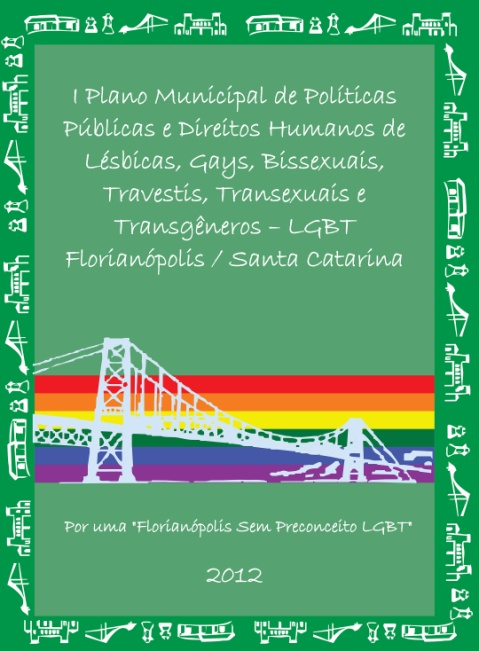 I Plano Municipal de Políticas
Públicas e Direitos Humanos de
Lésbicas, Gays, Bissexuais,
Travestis, Transexuais e
Transgêneros – LGBT
Florianópolis / Santa Catarina
Por uma "Florianópolis Sem Preconceito LGBT"
2012